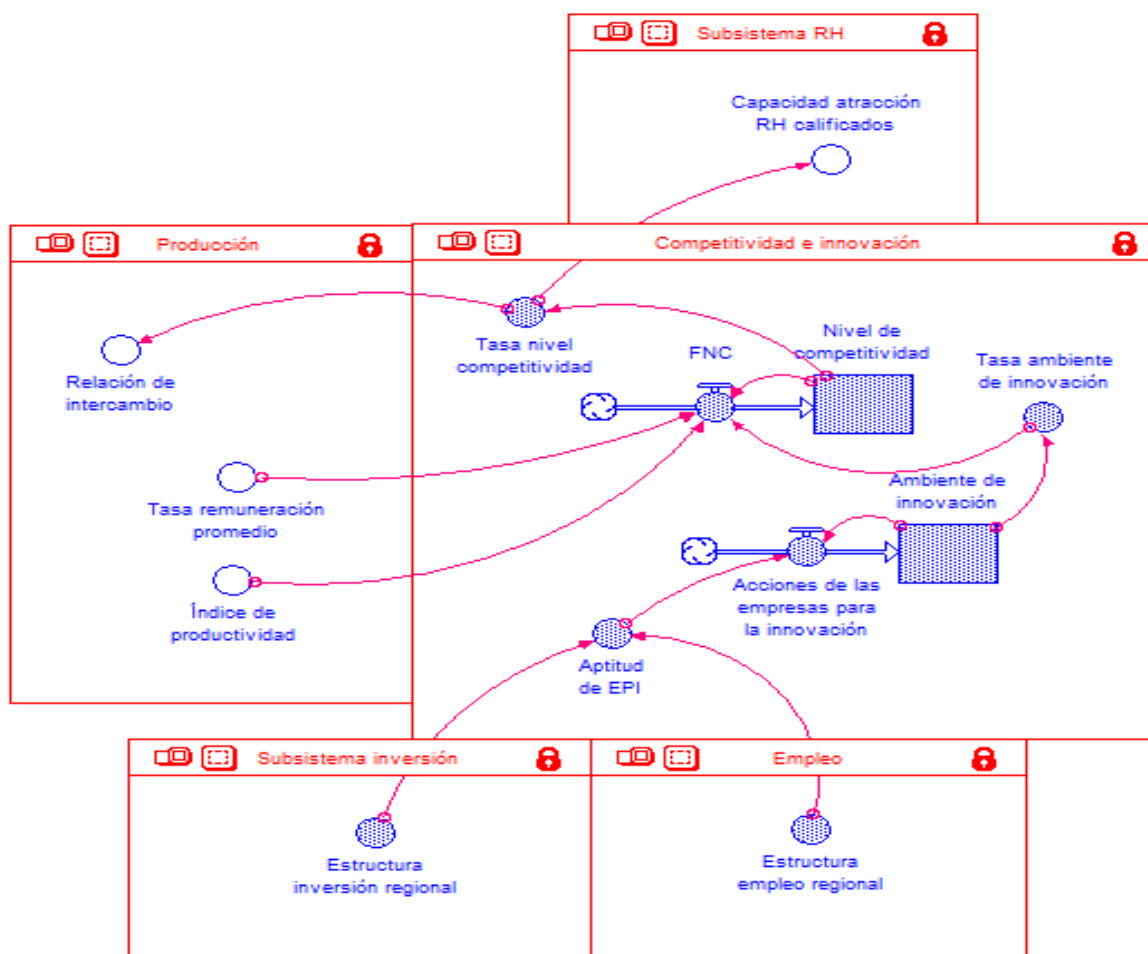 Subsistema RH
Capacidad atracción
RH calificados
Producción
Competitividad e innovación
Tasa nivel
competitividad
FNC
Nivel de
competitividad
Tasa ambiente
de innovación
Relación de
intercambio
Tasa remuneración
promedio
Índice de
productividad
Ambiente de
innovación
Acciones de las
empresas para
la innovación
Aptitud
de EPI
Subsistema inversión
Empleo
Estructura
inversión regional
Estructura
empleo regional